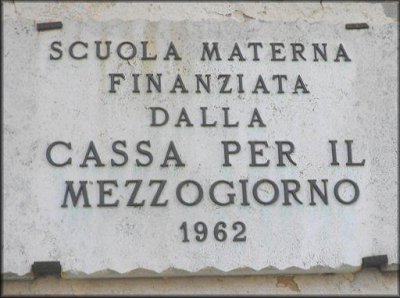 SCUOLA MATERNA
FINANZIATA
DALLA
CASSA PER IL
MEZZOGIORNO
1962